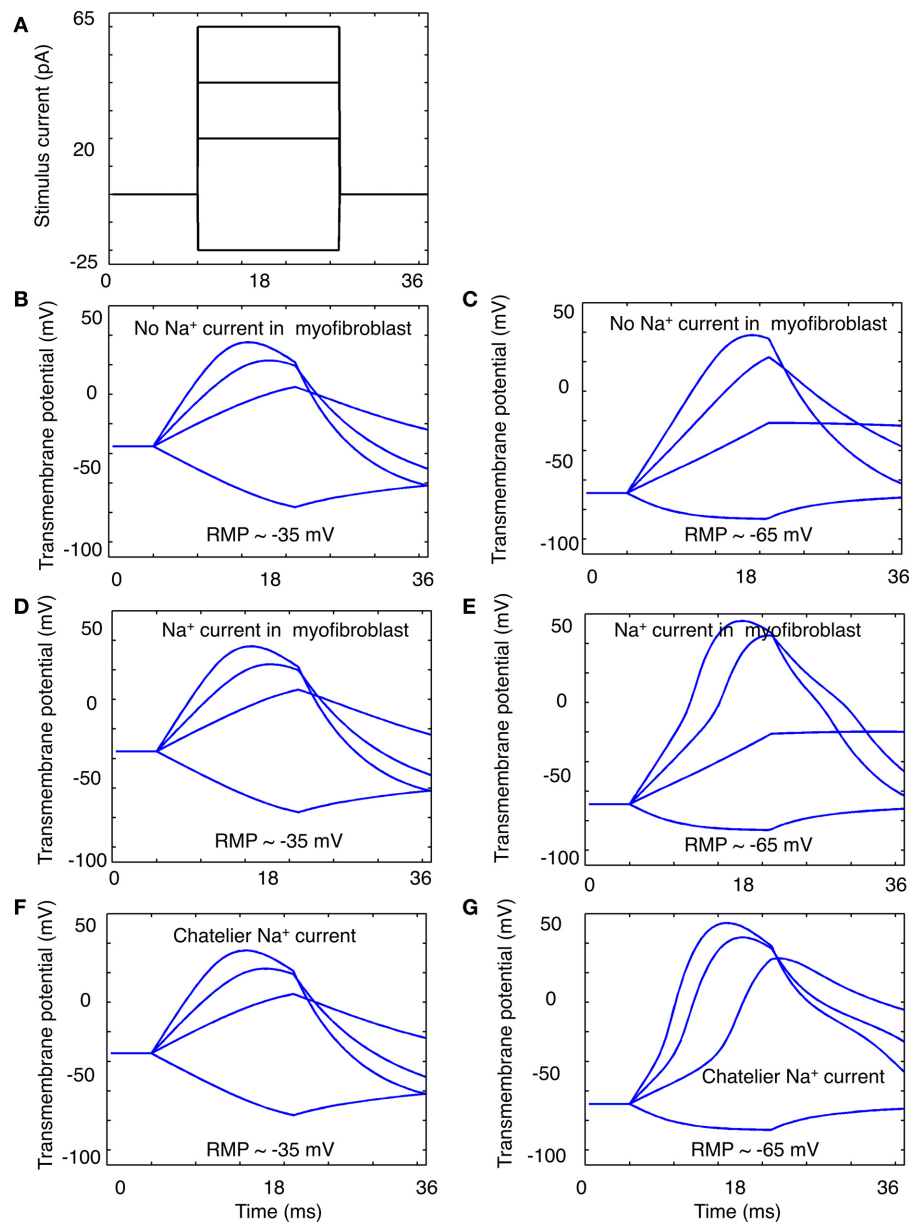 A
Stimulus current (pA)
65
20
-25
0 18 36
B
Transmembrane potential (mV)
50
0
-50
-100
No Na⁺ current in myofibroblast
RMP ~ -35 mV
0 18 36
C
Transmembrane potential (mV)
50
0
-50
-100
No Na⁺ current in myofibroblast
RMP ~ -65 mV
0 18 36
D
Transmembrane potential (mV)
50
0
-50
-100
Na⁺ current in myofibroblast
RMP ~ -35 mV
0 18 36
E
Transmembrane potential (mV)
50
0
-50
-100
Na⁺ current in myofibroblast
RMP ~ -65 mV
0 18 36
F
Transmembrane potential (mV)
50
0
-50
-100
Chatelier Na⁺ current
RMP ~ -35 mV
0 18 36
Time (ms)
G
Transmembrane potential (mV)
50
0
-50
-100
Chatelier Na⁺ current
RMP ~ -65 mV
0 18 36
Time (ms)